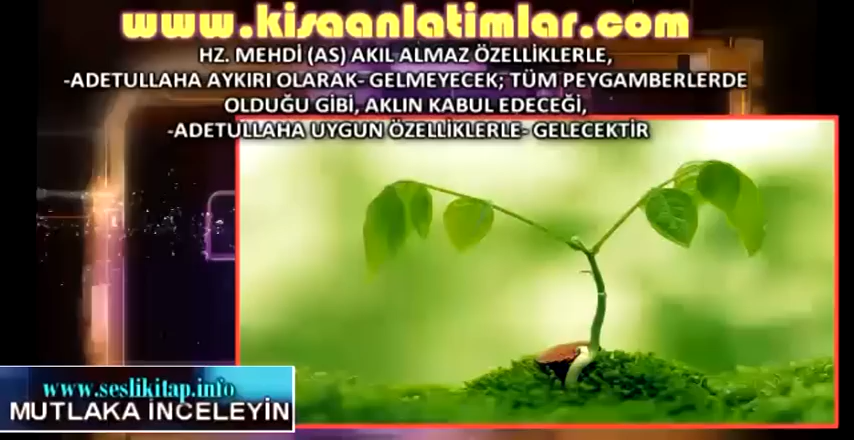 www.kisaanlatimlar.com
HZ. MEHDİ (AS) AKIL ALMAZ ÖZELLİKLERLE,
-ADETULLAHA AYKIRI OLARAK- GELMEYECEK; TÜM PEYGAMBERLERDE
OLDUĞU GİBİ, AKLIN KABUL EDECEĞİ,
-ADETULLAHA UYGUN ÖZELLİKLERLE- GELECEKTİR
www.seslikitap.info
MUTLAKA İNCELEYİN